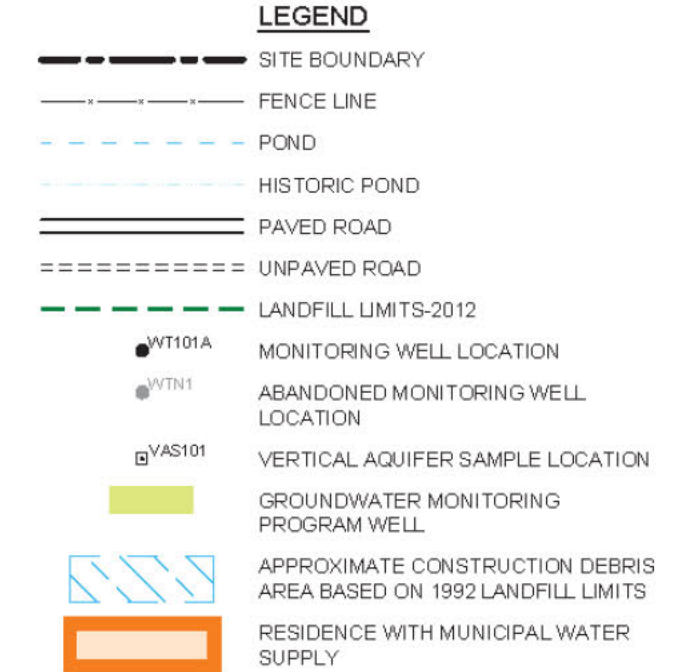 LEGEND
SITE BOUNDARY
FENCE LINE
POND
HISTORIC POND
PAVED ROAD
UNPAVED ROAD
LANDFILL LIMITS-2012
WT101A
MONITORING WELL LOCATION
WTN1
ABANDONED MONITORING WELL
LOCATION
VAS101
VERTICAL AQUIFER SAMPLE LOCATION
GROUNDWATER MONITORING
PROGRAM WELL
APPROXIMATE CONSTRUCTION DEBRIS
AREA BASED ON 1992 LANDFILL LIMITS
RESIDENCE WITH MUNICIPAL WATER
SUPPLY